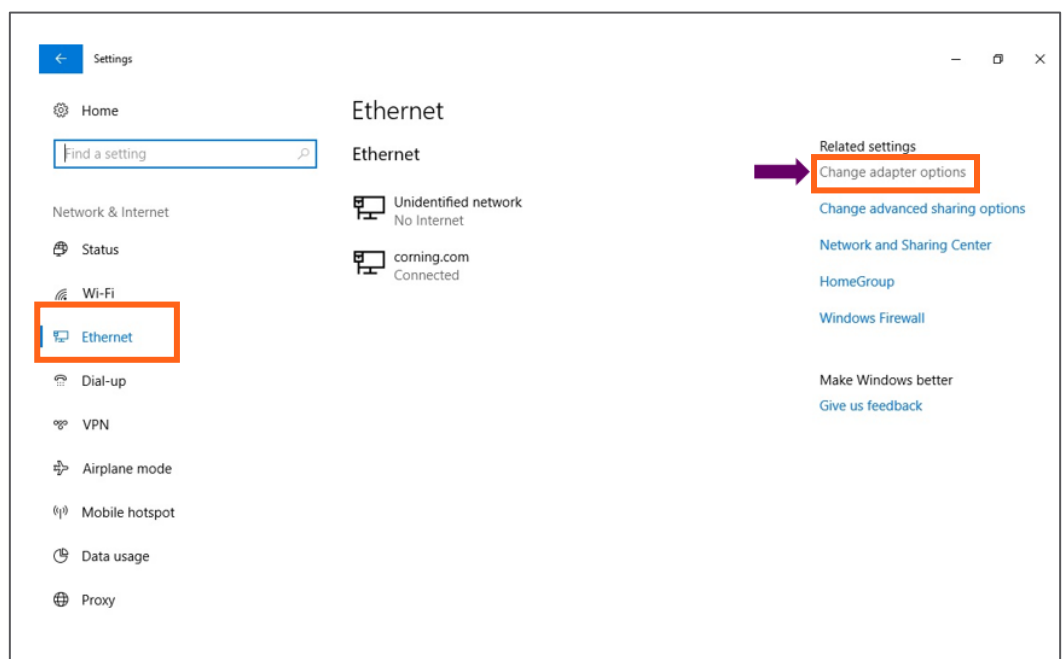 Settings
Home
Find a setting
Network & Internet
Status
Wi-Fi
Ethernet
Dial-up
VPN
Airplane mode
Mobile hotspot
Data usage
Proxy
Ethernet
Ethernet
Unidentified network
No Internet
corning.com
Connected
Related settings
Change adapter options
Change advanced sharing options
Network and Sharing Center
HomeGroup
Windows Firewall
Make Windows better
Give us feedback